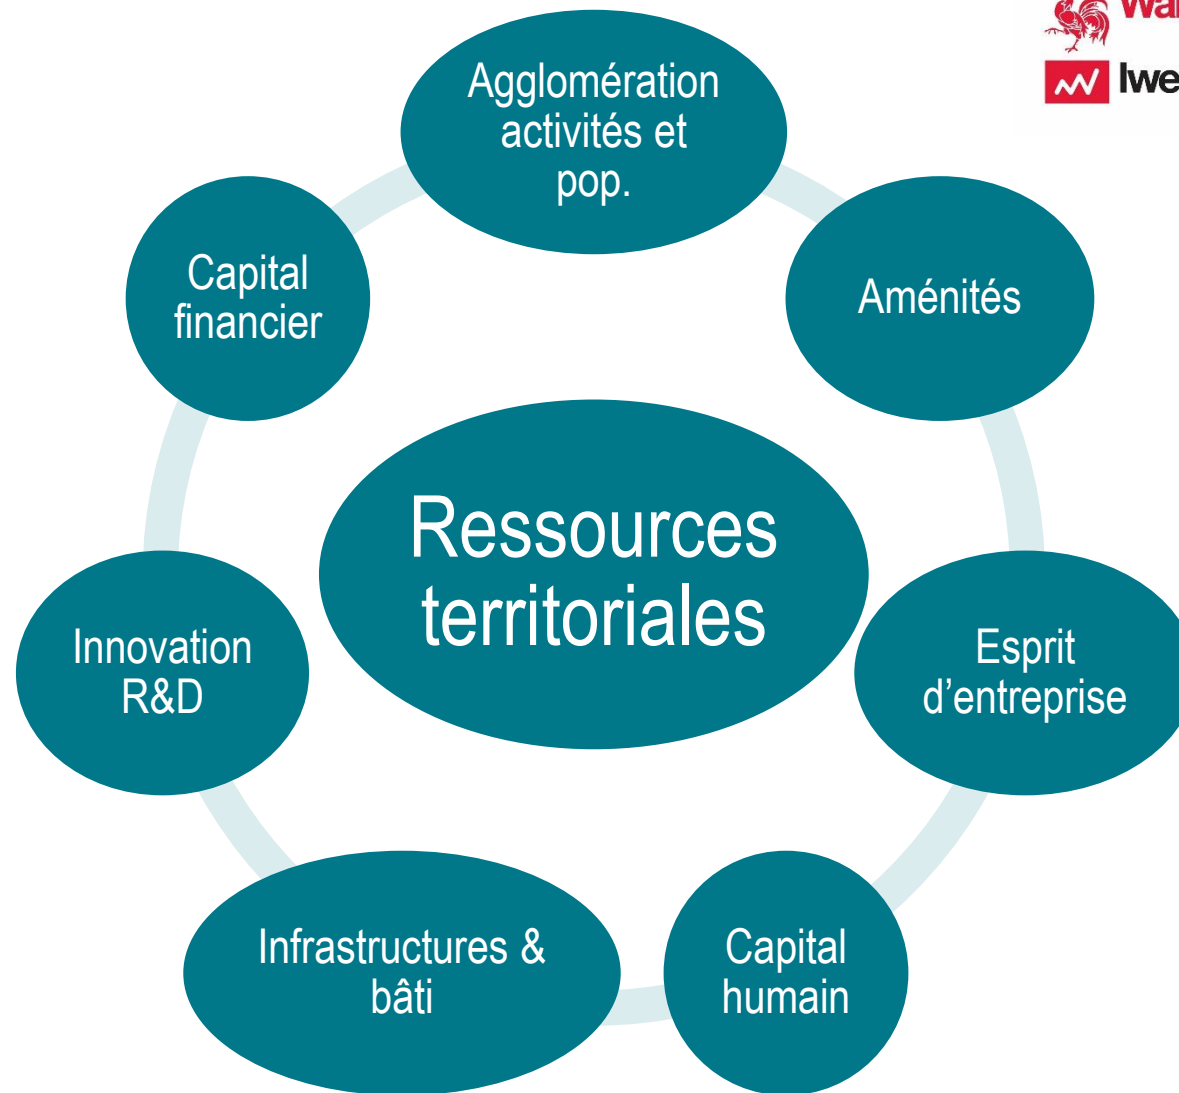 Agglomération
activités et
pop.
Aménités
Esprit
d’entreprise
Capital
humain
Infrastructures &
bâti
Innovation
R&D
Capital
financier
Ressources
territoriales